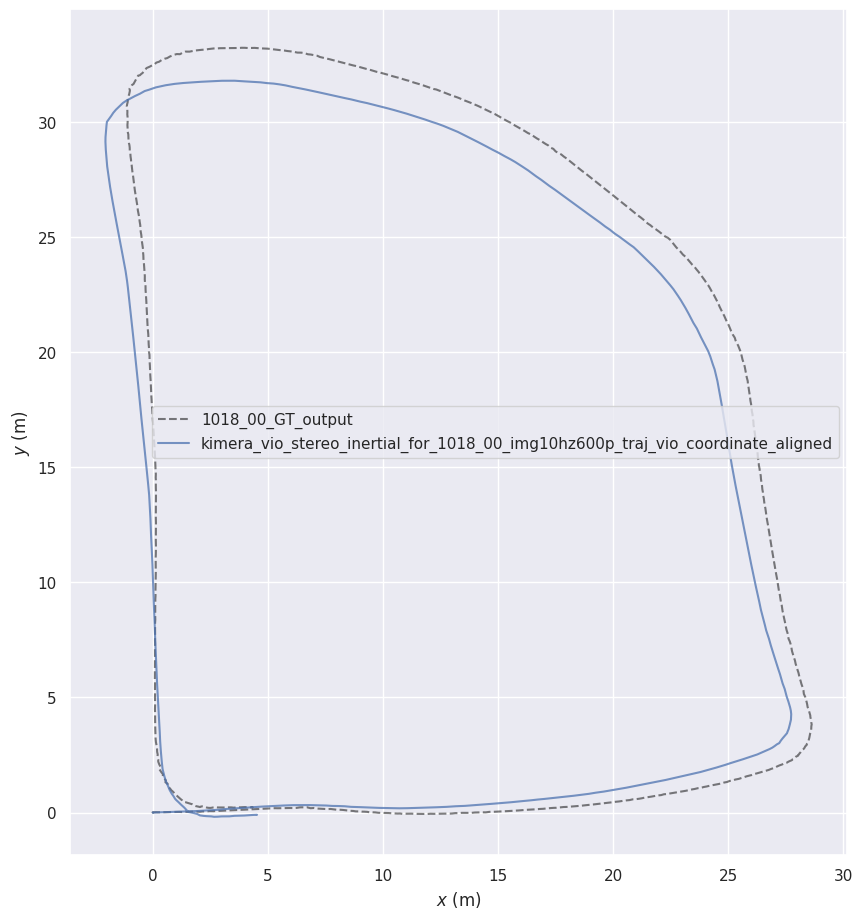 30
25
20
15
10
5
0
y (m)
1018_00_GT_output
kimera_vio_stereo_inertial_for_1018_00_img10hz600p_traj_vio_coordinate_aligned
0 5 10 15 20 25 30
x (m)